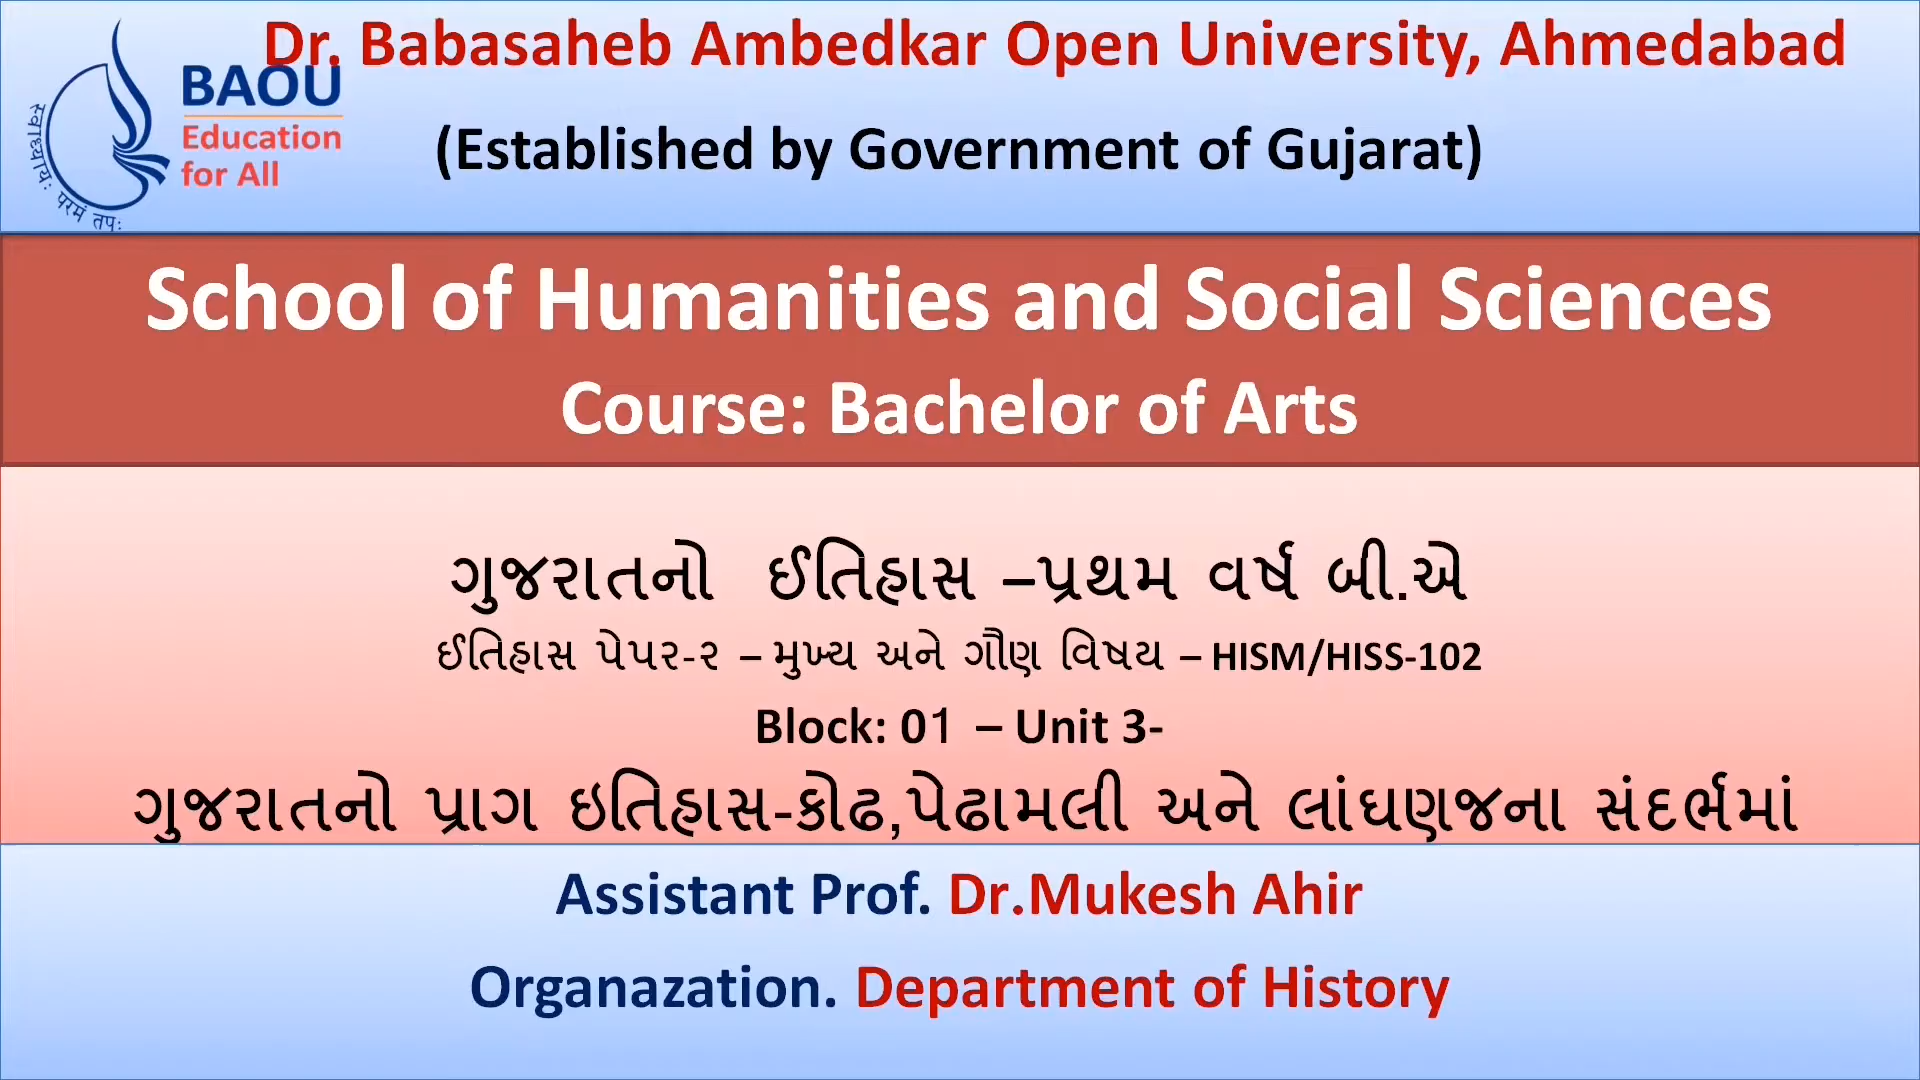 Dr. Babasaheb Ambedkar Open University, Ahmedabad
BAOU
Education
for All
स्वाध्यायः परमं तपः
(Established by Government of Gujarat)
School of Humanities and Social Sciences
Course: Bachelor of Arts
ગુજરાતનો ઈતિહાસ –પ્રથમ વર્ષ બી.એ
ઈતિહાસ પેપર-૨ – મુખ્ય અને ગૌણ વિષય – HISM/HISS-102
Block: 01 – Unit 3-
ગુજરાતનો પ્રાગ ઇતિહાસ-કોઢ,પેઢામલી અને લાંઘણજના સંદર્ભમાં
Assistant Prof. Dr.Mukesh Ahir
Organazation. Department of History